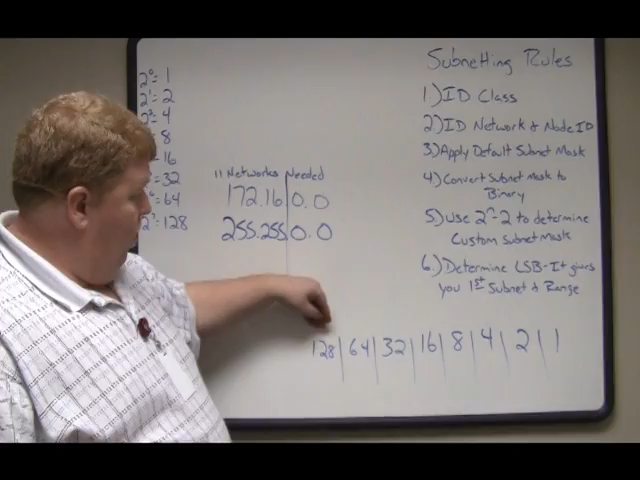 2⁰= 1
2¹= 2
2²= 4
= 8
- 16
= 32
= 64
2⁷= 128
11 Networks Needed
172.16 0.0
255.255 0.0
Subnetting Rules
1.) ID Class
2.) ID Network & Node ID
3.) Apply Default Subnet Mask
4.) Convert Subnet Mask to
Binary
5.) Use 2ⁿ-2 to determine
Custom Subnet Mask
6.) Determine LSB-It gives
you 1st Subnet & Range
128 64 32 16 8 4 2 1